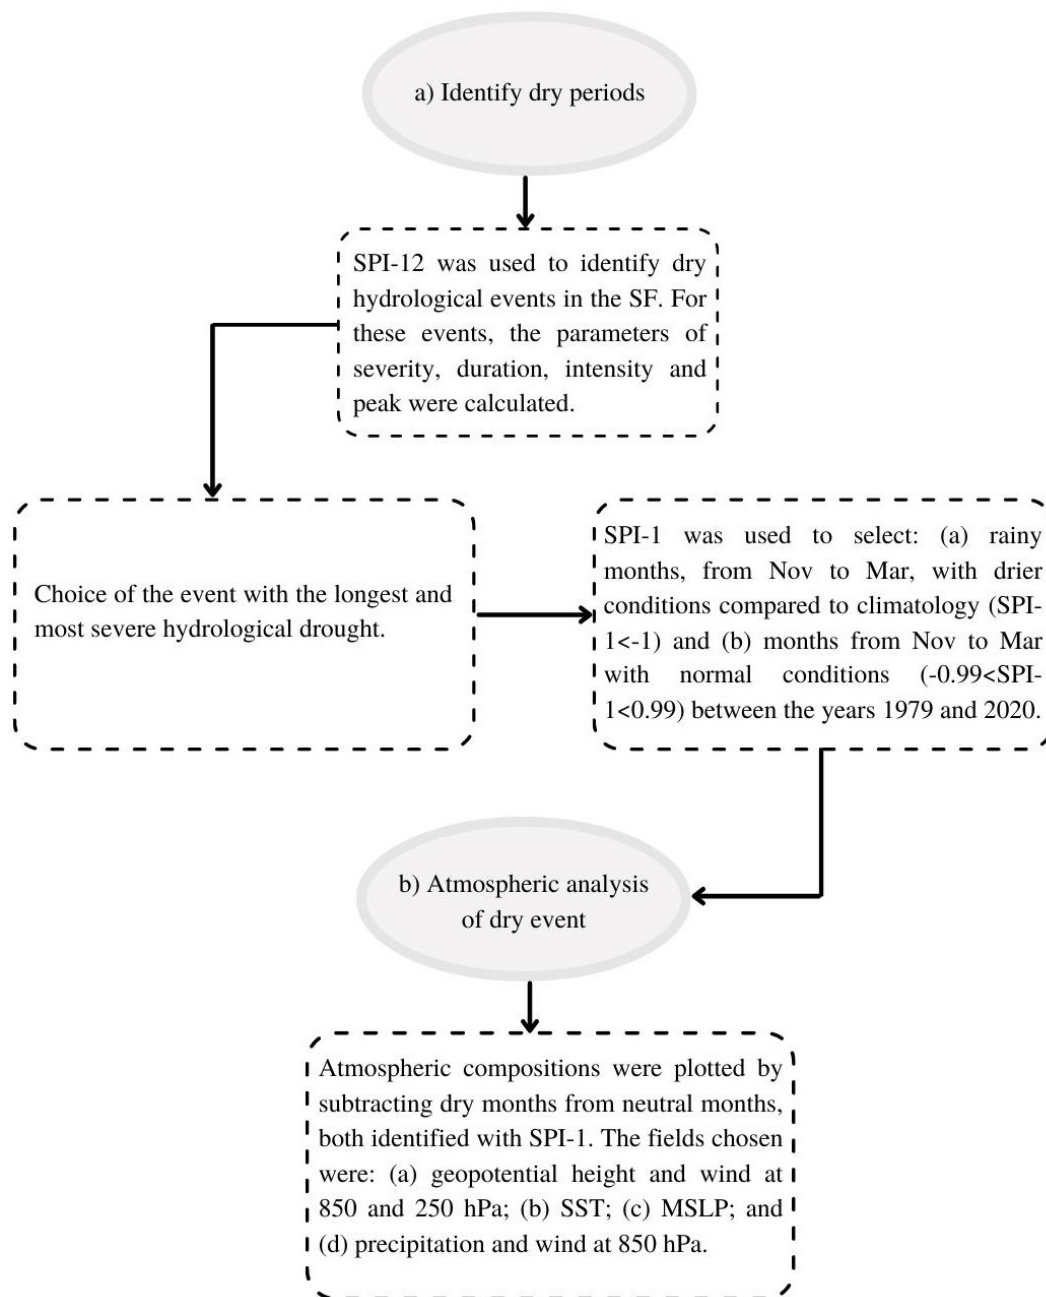 a) Identify dry periods
SPI-12 was used to identify dry
hydrological events in the SF. For
these events, the parameters of
severity, duration, intensity and
peak were calculated.
Choice of the event with the longest and
most severe hydrological drought.
SPI-1 was used to select: (a) rainy
months, from Nov to Mar, with drier
conditions compared to climatology (SPI-
1<-1) and (b) months from Nov to Mar
with normal conditions (-0.99<SPI-
1<0.99) between the years 1979 and 2020.
b) Atmospheric analysis
of dry event
Atmospheric compositions were plotted by
subtracting dry months from neutral months,
both identified with SPI-1. The fields chosen
were: (a) geopotential height and wind at
850 and 250 hPa; (b) SST; (c) MSLP; and
(d) precipitation and wind at 850 hPa.